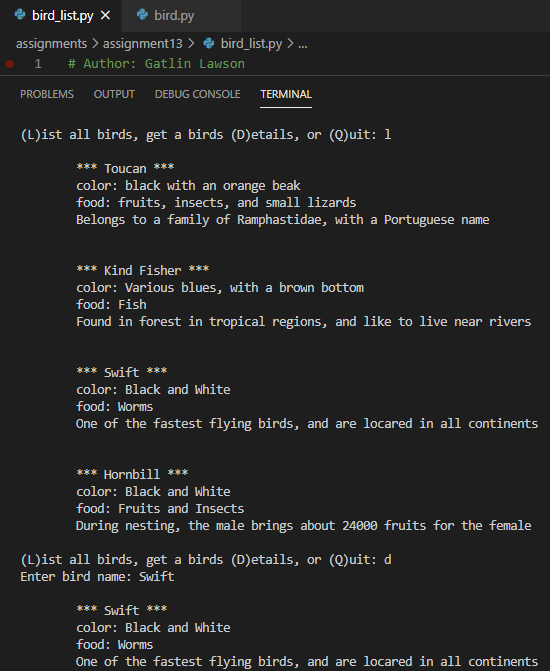 bird_list.py ×    bird.py
assignments > assignment13 > bird_list.py > ...
1 # Author: Gatlin Lawson
PROBLEMS OUTPUT DEBUG CONSOLE TERMINAL
(L)ist all birds, get a birds (D)etails, or (Q)uit: l
*** Toucan ***
color: black with an orange beak
food: fruits, insects, and small lizards
Belongs to a family of Ramphastidae, with a Portuguese name
*** Kind Fisher ***
color: Various blues, with a brown bottom
food: Fish
Found in forest in tropical regions, and like to live near rivers
*** Swift ***
color: Black and White
food: Worms
One of the fastest flying birds, and are locared in all continents
*** Hornbill ***
color: Black and White
food: Fruits and Insects
During nesting, the male brings about 24000 fruits for the female
(L)ist all birds, get a birds (D)etails, or (Q)uit: d
Enter bird name: Swift
*** Swift ***
color: Black and White
food: Worms
One of the fastest flying birds, and are locared in all continents